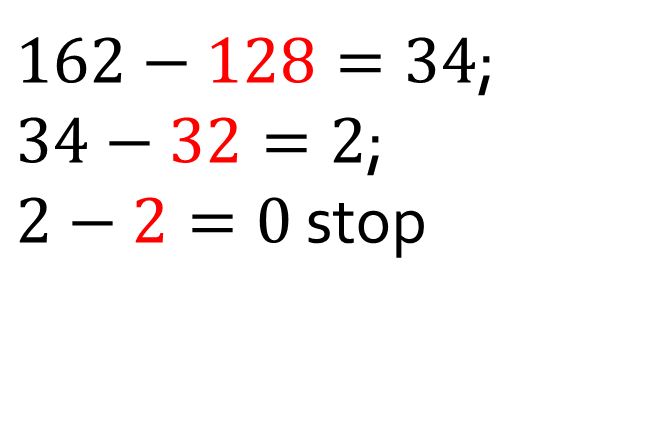 162 − 128 = 34;
34 − 32 = 2;
2 − 2 = 0 stop